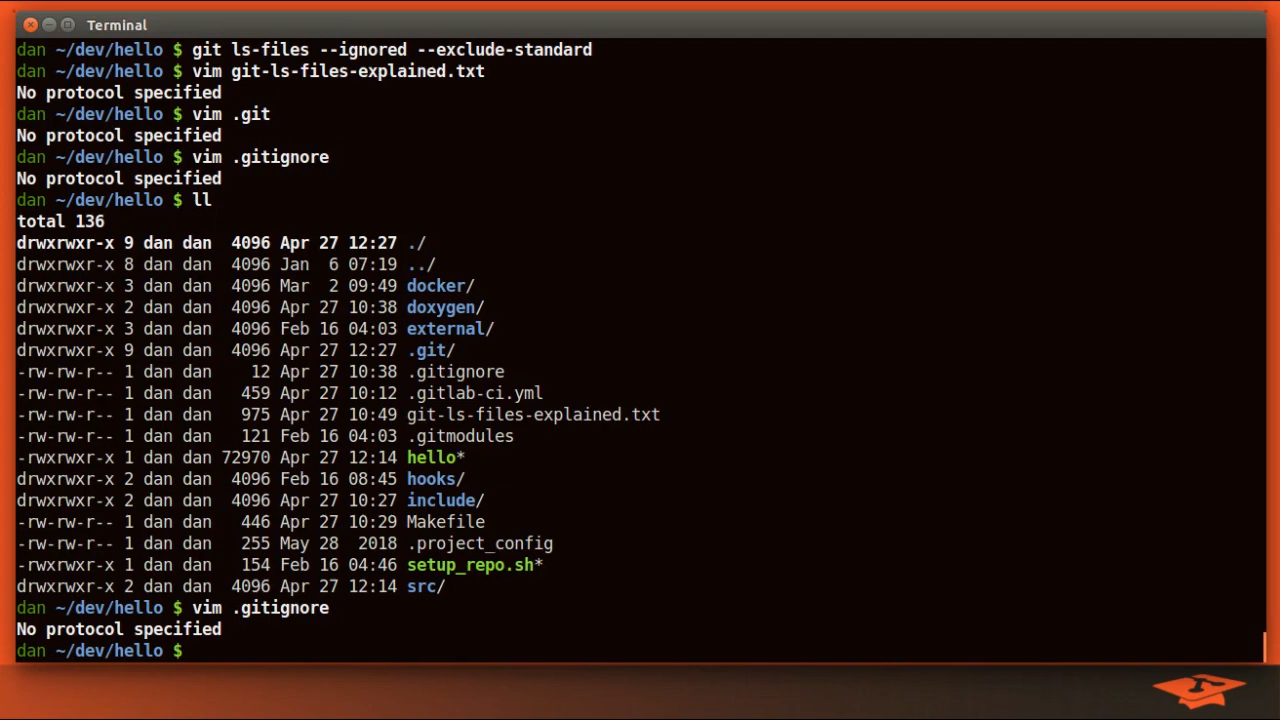 Terminal
dan ~/dev/hello $ git ls-files --ignored --exclude-standard
dan ~/dev/hello $ vim git-ls-files-explained.txt
No protocol specified
dan ~/dev/hello $ vim .git
No protocol specified
dan ~/dev/hello $ vim .gitignore
No protocol specified
dan ~/dev/hello $ ll
total 136
drwxrwxr-x 9 dan dan  4096 Apr 27 12:27 ./
drwxrwxr-x 8 dan dan  4096 Jan  6 07:19 ../
drwxrwxr-x 3 dan dan  4096 Mar  2 09:49 docker/
drwxrwxr-x 2 dan dan  4096 Apr 27 10:38 doxygen/
drwxrwxr-x 3 dan dan  4096 Feb 16 04:03 external/
drwxrwxr-x 9 dan dan  4096 Apr 27 12:27 .git/
-rw-rw-r-- 1 dan dan    12 Apr 27 10:38 .gitignore
-rw-rw-r-- 1 dan dan   459 Apr 27 10:12 .gitlab-ci.yml
-rw-rw-r-- 1 dan dan   975 Apr 27 10:49 git-ls-files-explained.txt
-rw-rw-r-- 1 dan dan   121 Feb 16 04:03 .gitmodules
-rwxrwxr-x 1 dan dan 72970 Apr 27 12:14 hello*
drwxrwxr-x 2 dan dan  4096 Feb 16 08:45 hooks/
drwxrwxr-x 2 dan dan  4096 Apr 27 10:27 include/
-rw-rw-r-- 1 dan dan   446 Apr 27 10:29 Makefile
-rw-rw-r-- 1 dan dan   255 May 28  2018 .project_config
-rwxrwxr-x 1 dan dan   154 Feb 16 04:46 setup_repo.sh*
drwxrwxr-x 2 dan dan  4096 Apr 27 12:14 src/
dan ~/dev/hello $ vim .gitignore
No protocol specified
dan ~/dev/hello $